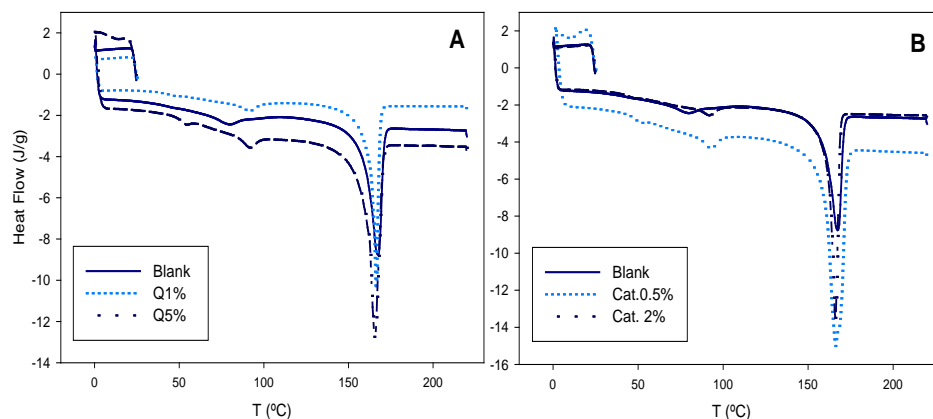 A
B
2
0
-2
-4
-6
-8
-10
-12
-14
2
0
-2
-4
-6
-8
-10
-12
-14
-16
Heat Flow (J/g)
Blank
Q1%
Q5%
Blank
Cat.0.5%
Cat. 2%
0 50 100 150 200
0 50 100 150 200
T (ºC)
T (ºC)